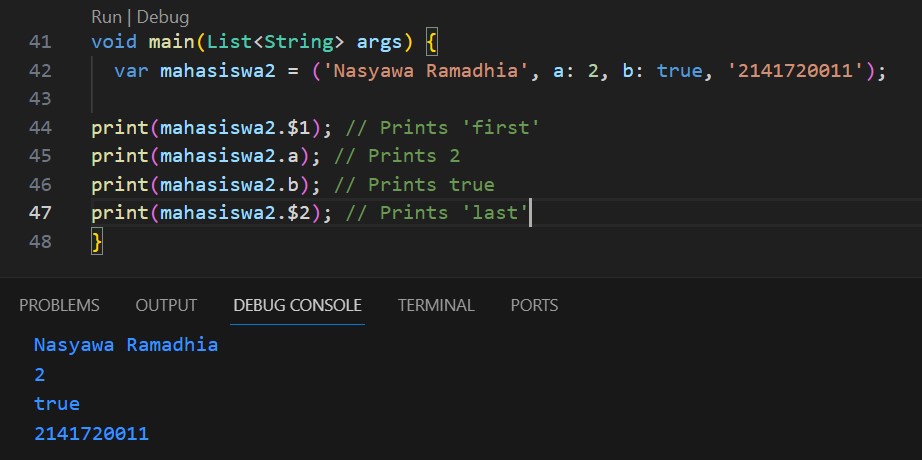 Run | Debug
41 void main(List<String> args) {
42 var mahasiswa2 = ('Nasyawa Ramadhia', a: 2, b: true, '2141720011');
43
44 print(mahasiswa2.$1); // Prints 'first'
45 print(mahasiswa2.a); // Prints 2
46 print(mahasiswa2.b); // Prints true
47 print(mahasiswa2.$2); // Prints 'last'
48 }
PROBLEMS OUTPUT DEBUG CONSOLE TERMINAL PORTS
Nasyawa Ramadhia
2
true
2141720011